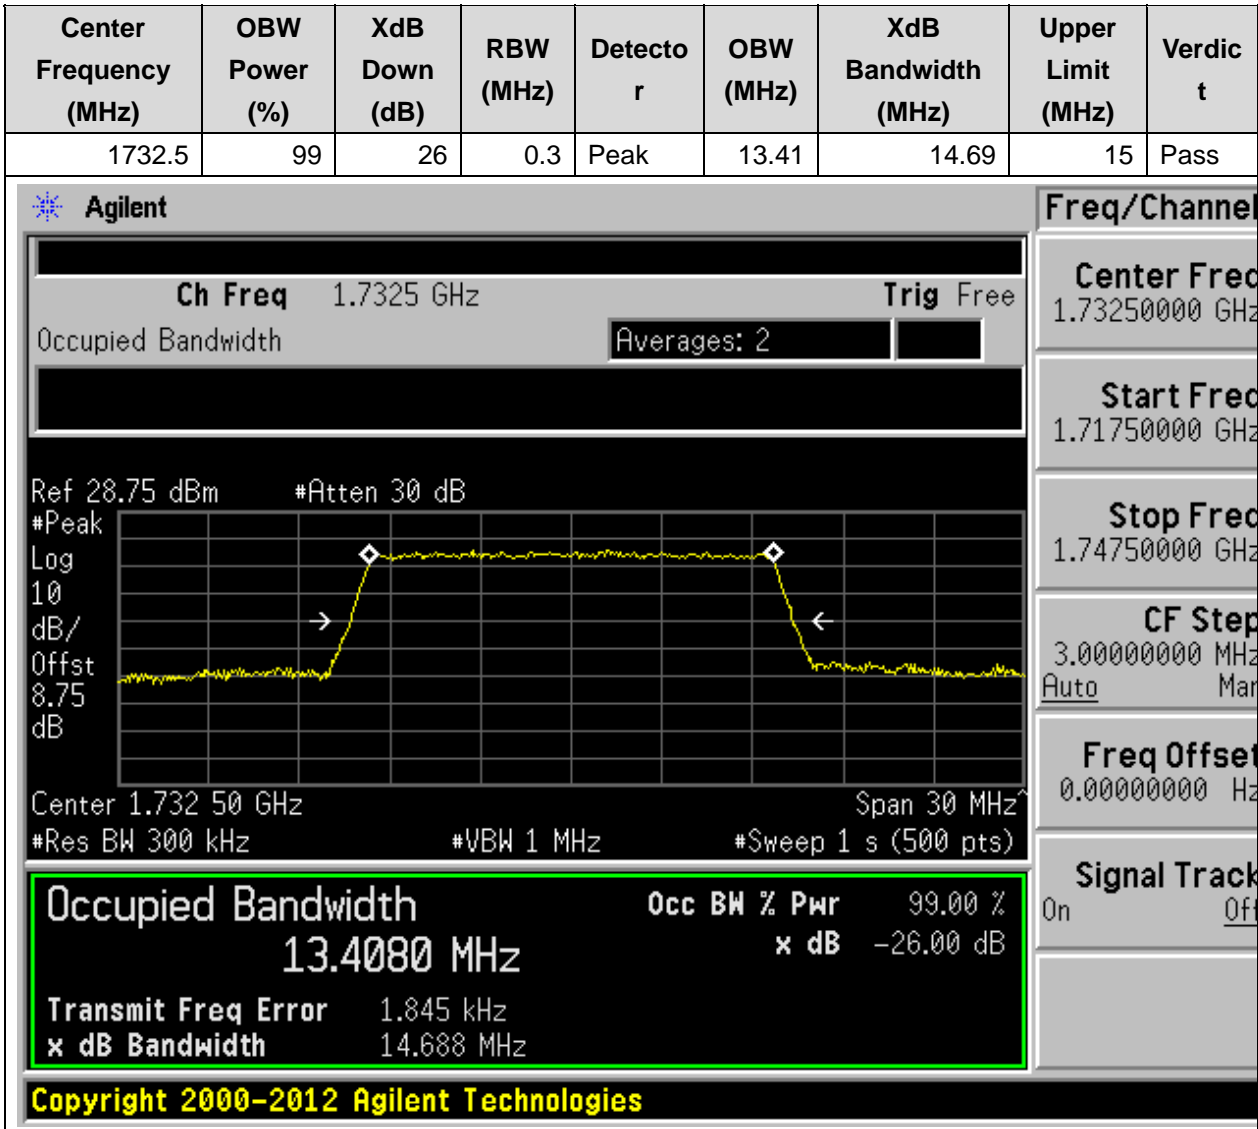 Center Frequency (MHz) OBW Power (%) XdB Down (dB) RBW (MHz) Detecto r OBW (MHz) XdB Bandwidth (MHz) Upper Limit (MHz) Verdic t
1732.5 99 26 0.3 Peak 13.41 14.69 15 Pass
Agilent
Ch Freq 1.7325 GHz Trig Free
Occupied Bandwidth Averages: 2
Ref 28.75 dBm #Atten 30 dB
#Peak
Log
10
dB/
Offst
8.75
dB
Center 1.732 50 GHz Span 30 MHz^
#Res BW 300 kHz #VBW 1 MHz #Sweep 1 s (500 pts)
Occupied Bandwidth Occ BW % Pwr 99.00 %
13.4080 MHz x dB -26.00 dB
Transmit Freq Error 1.845 kHz
x dB Bandwidth 14.688 MHz
Copyright 2000-2012 Agilent Technologies
Freq/Channel
Center Freq
1.73250000 GHz
Start Freq
1.71750000 GHz
Stop Freq
1.74750000 GHz
CF Step
3.00000000 MHz
Auto Man
Freq Offset
0.00000000 Hz
Signal Track
On Off